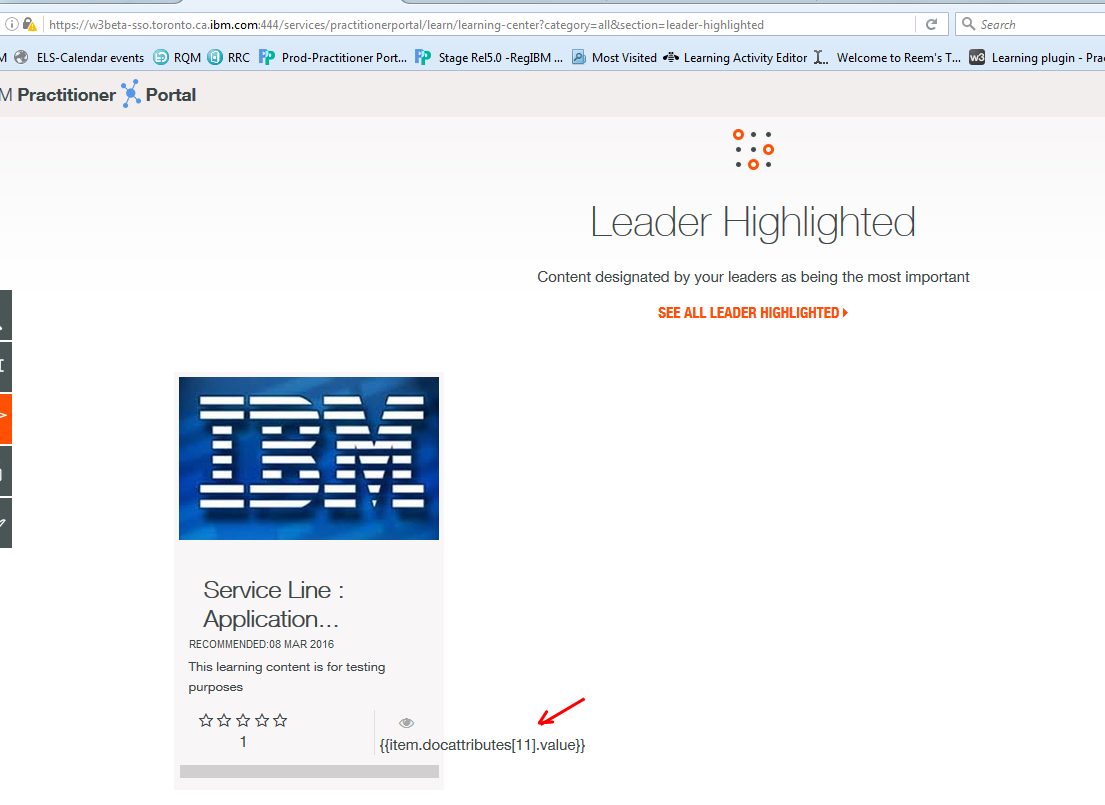 https://w3beta-sso.toronto.ca.ibm.com:444/services/practitionerportal/learn/learning-center?category=all&section=leader-highlighted
Search
M ELS-Calendar events RQM RRC Prod-Practitioner Port... Stage Rel5.0 -RegIBM ... Most Visited Learning Activity Editor Welcome to Reem's T... w3 Learning plugin - Prac
M Practitioner Portal
Leader Highlighted
Content designated by your leaders as being the most important
SEE ALL LEADER HIGHLIGHTED
IBM
Service Line :
Application...
RECOMMENDED:08 MAR 2016
This learning content is for testing
purposes
1
{{item.docattributes[11].value}}